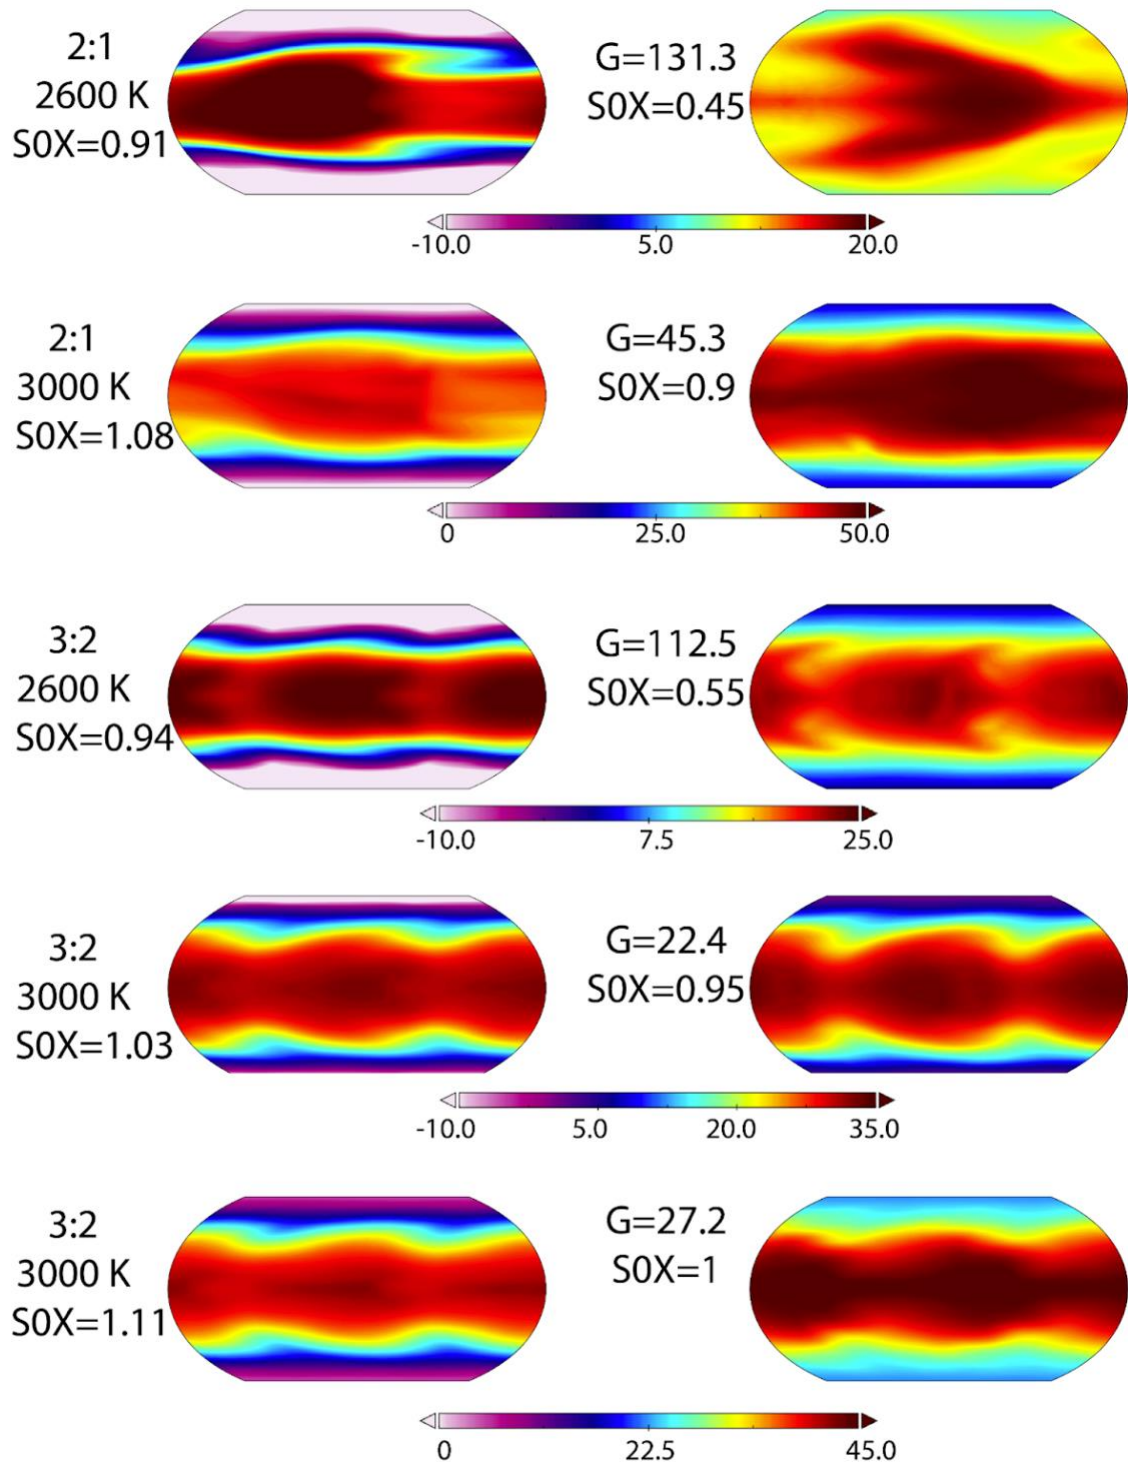 2:1
2600 K
S0X=0.91
G=131.3
S0X=0.45
-10.0 5.0 20.0
2:1
3000 K
S0X=1.08
G=45.3
S0X=0.9
0 25.0 50.0
3:2
2600 K
S0X=0.94
G=112.5
S0X=0.55
-10.0 7.5 25.0
3:2
3000 K
S0X=1.03
G=22.4
S0X=0.95
-10.0 5.0 20.0 35.0
3:2
3000 K
S0X=1.11
G=27.2
S0X=1
0 22.5 45.0